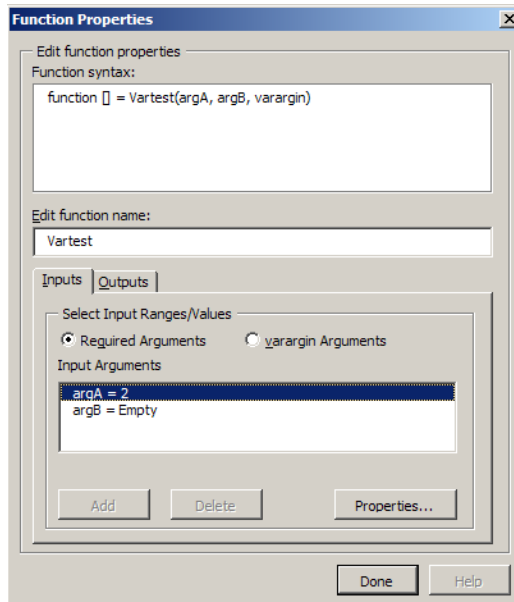 Function Properties
Edit function properties
Function syntax:
function [] = Vartest(argA, argB, varargin)
Edit function name:
Vartest
Inputs Outputs
Select Input Ranges/Values
Required Arguments varargin Arguments
Input Arguments
argA = 2
argB = Empty
Add Delete Properties...
Done Help